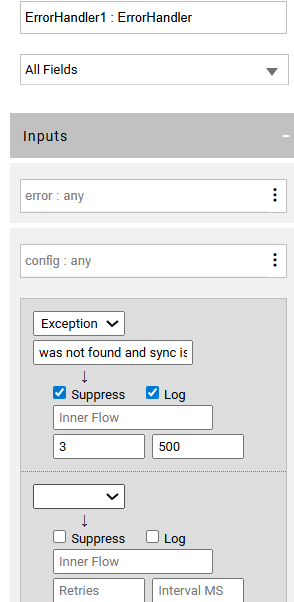 ErrorHandler1 : ErrorHandler
All Fields
Inputs
error : any
config : any
Exception
was not found and sync is
↓
Suppress Log
Inner Flow
3 500
↓
Suppress Log
Inner Flow
Retries Interval MS